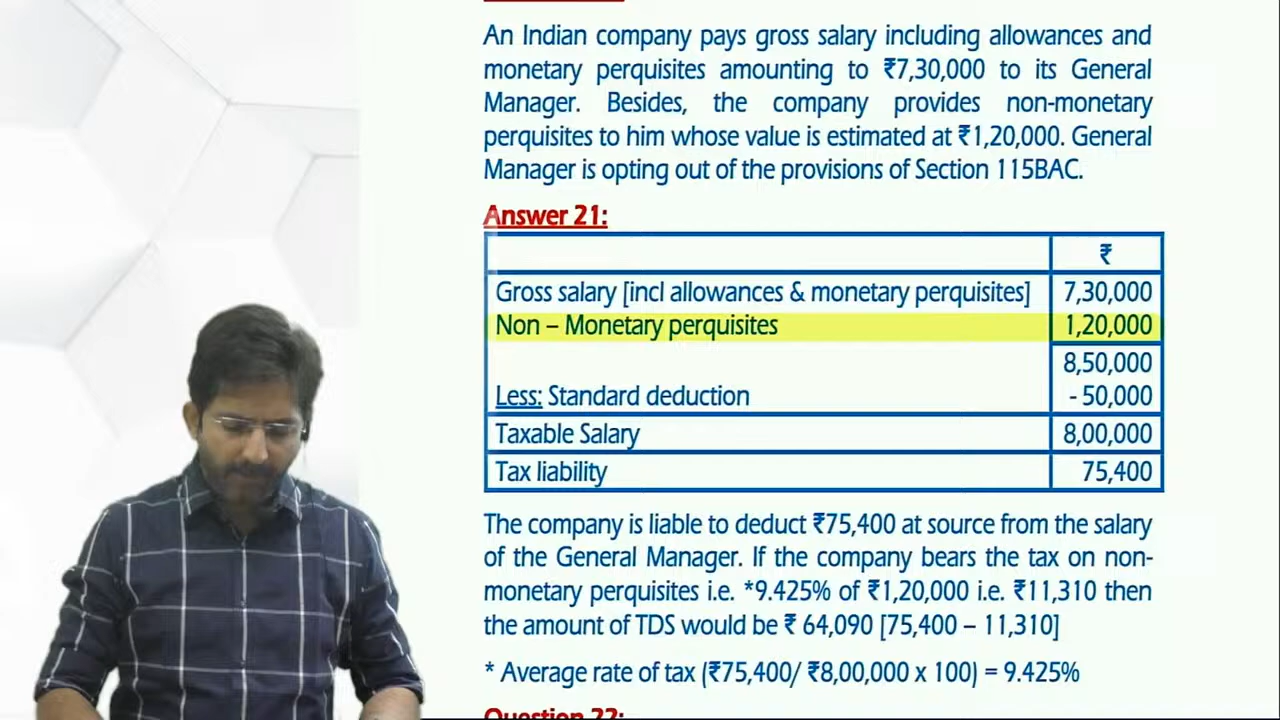 An Indian company pays gross salary including allowances and
monetary perquisites amounting to ₹7,30,000 to its General
Manager. Besides, the company provides non-monetary
perquisites to him whose value is estimated at ₹1,20,000. General
Manager is opting out of the provisions of Section 115BAC.
Answer 21:
₹
Gross salary [incl allowances & monetary perquisites] 7,30,000
Non – Monetary perquisites 1,20,000
8,50,000
Less: Standard deduction - 50,000
Taxable Salary 8,00,000
Tax liability 75,400
The company is liable to deduct ₹75,400 at source from the salary
of the General Manager. If the company bears the tax on non-
monetary perquisites i.e. *9.425% of ₹1,20,000 i.e. ₹11,310 then
the amount of TDS would be ₹ 64,090 [75,400 – 11,310]
* Average rate of tax (₹75,400/ ₹8,00,000 x 100) = 9.425%
Question 22: